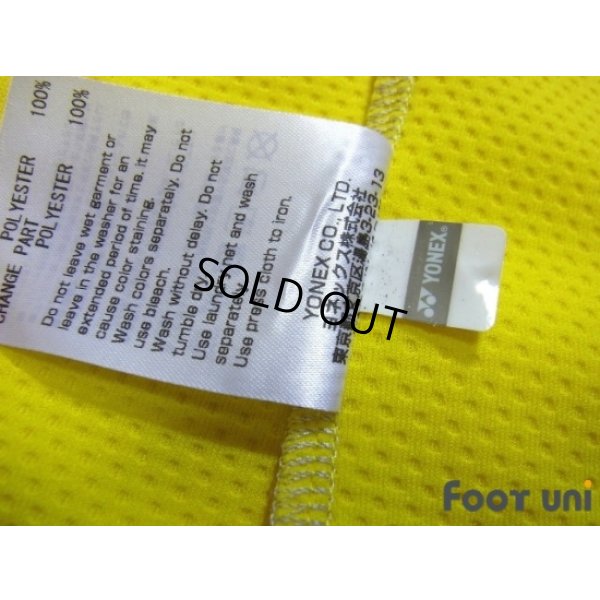 POLYESTER 100%
CHANGE PART
POLYESTER 100%
Do not leave wet garment or
leave in the washer for an
extended period of time. it may
cause color staining.
Wash colors separately. Do not
use bleach.
Wash without delay. Do not
tumble
Use net and wash
Use press cloth to iron.
YONEX CO., LTD.
ヨネックス株式会社
3-23-13
YONEX®
SOLD OUT
FOOT UNI